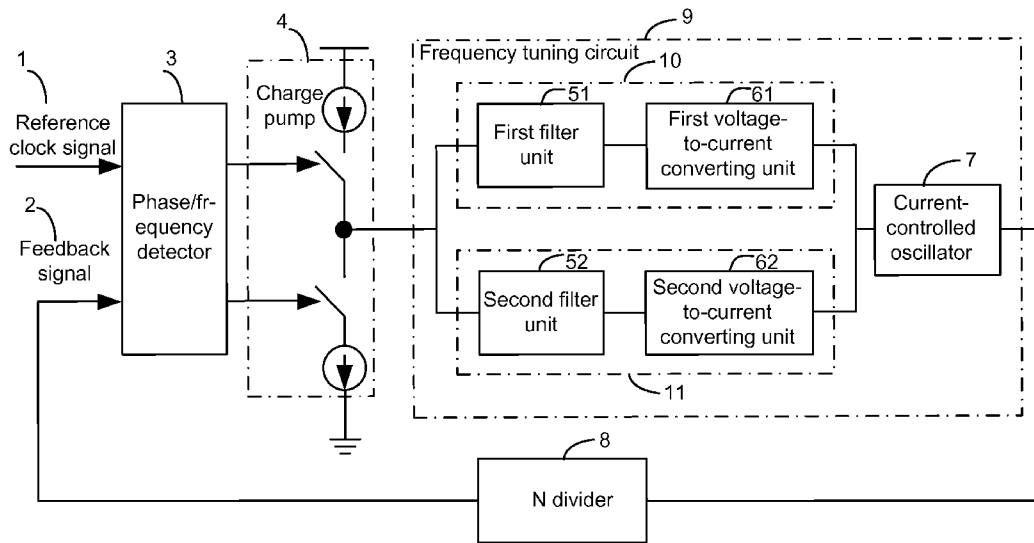 9
4
Frequency tuning circuit
1
3
10
Charge
pump
51
61
Reference
clock signal
First filter
unit
First voltage-
to-current
converting unit
7
2
Phase/fr-
equency
detector
Current-
controlled
oscillator
Feedback
signal
52
62
Second filter
unit
Second voltage-
to-current
converting unit
11
8
N divider